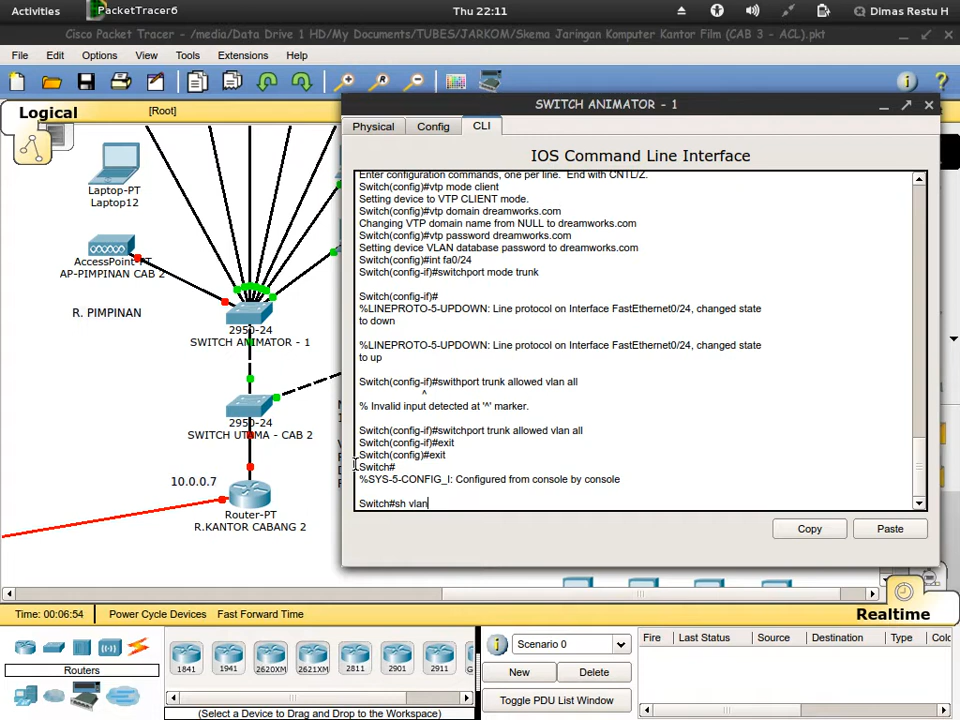 Activities
PacketTracer6
Thu 22:11
Dimas Restu H
Cisco Packet Tracer - /media/Data Drive 1 HD/My Documents/TUBES/JARKOM/Skema Jaringan Komputer Kantor Film (CAB 3 - ACL).pkt
File Edit Options View Tools Extensions Help
Logical
[Root]
SWITCH ANIMATOR - 1
Physical Config CLI
IOS Command Line Interface
Enter configuration commands, one per line. End with CNTL/Z.
Switch(config)#vtp mode client
Setting device to VTP CLIENT mode.
Switch(config)#vtp domain dreamworks.com
Changing VTP domain name from NULL to dreamworks.com
Switch(config)#vtp password dreamworks.com
Setting device VLAN database password to dreamworks.com
Switch(config)#int fa0/24
Switch(config-if)#switchport mode trunk
Switch(config-if)#
%LINEPROTO-5-UPDOWN: Line protocol on Interface FastEthernet0/24, changed state
to down
%LINEPROTO-5-UPDOWN: Line protocol on Interface FastEthernet0/24, changed state
to up
Switch(config-if)#swithport trunk allowed vlan all
^
% Invalid input detected at '^' marker.
Switch(config-if)#switchport trunk allowed vlan all
Switch(config-if)#exit
Switch(config)#exit
Switch#
%SYS-5-CONFIG_I: Configured from console by console
Switch#sh vlan
Copy
Paste
Laptop-PT
Laptop12
AccessPoint-PT
AP-PIMPINAN CAB 2
R. PIMPINAN
2950-24
SWITCH ANIMATOR - 1
2950-24
SWITCH UTAMA - CAB 2
10.0.0.7
Router-PT
R.KANTOR CABANG 2
Time: 00:06:54
Power Cycle Devices
Fast Forward Time
Realtime
Routers
1841 1941 2620XM 2621XM 2811 2901 2911
(Select a Device to Drag and Drop to the Workspace)
Scenario 0
New
Delete
Toggle PDU List Window
Fire Last Status Source Destination Type